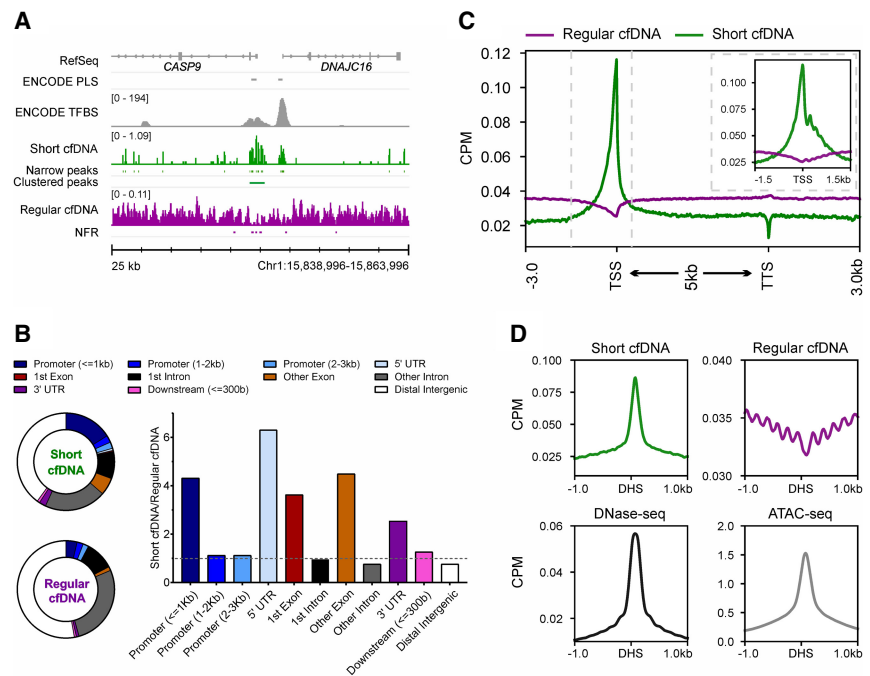 A
RefSeq
CASP9
DNAJC16
ENCODE PLS
[0 - 194)
ENCODE TFBS
[0 - 1.09]
Short cfDNA
Narrow peaks
Clustered peaks
[0 - 0.11]
Regular cfDNA
NFR
25 kb
Chr1:15,838,996-15,863,996
C
Regular cfDNA
Short cfDNA
0.12
0.10
0.08
0.06
0.04
0.02
CPM
0.100
0.075
0.050
0.025
-1.5
TSS
1.5kb
-3.0
TSS
5kb
TTS
3.0kb
B
Promoter (<=1kb)
Promoter (1-2kb)
Promoter (2-3kb)
5' UTR
1st Exon
1st Intron
Other Exon
Other Intron
3' UTR
Downstream (<=300b)
Distal Intergenic
Short
cfDNA
Regular
cfDNA
Short cfDNA/Regular cfDNA
6
4
2
0
Promoter (<=1Kb)
Promoter (1-2Kb)
Promoter (2-3Kb)
5' UTR
1st Exon
1st Intron
Other Exon
Other Intron
3' UTR
Downstream (<=300b)
Distal Intergenic
D
Short cfDNA
CPM
0.100
0.075
0.050
0.025
-1.0
DHS
1.0kb
Regular cfDNA
0.040
0.035
0.030
-1.0
DHS
1.0kb
DNase-seq
CPM
0.06
0.04
0.02
-1.0
DHS
1.0kb
ATAC-seq
2.0
1.5
1.0
0.5
0.0
-1.0
DHS
1.0kb